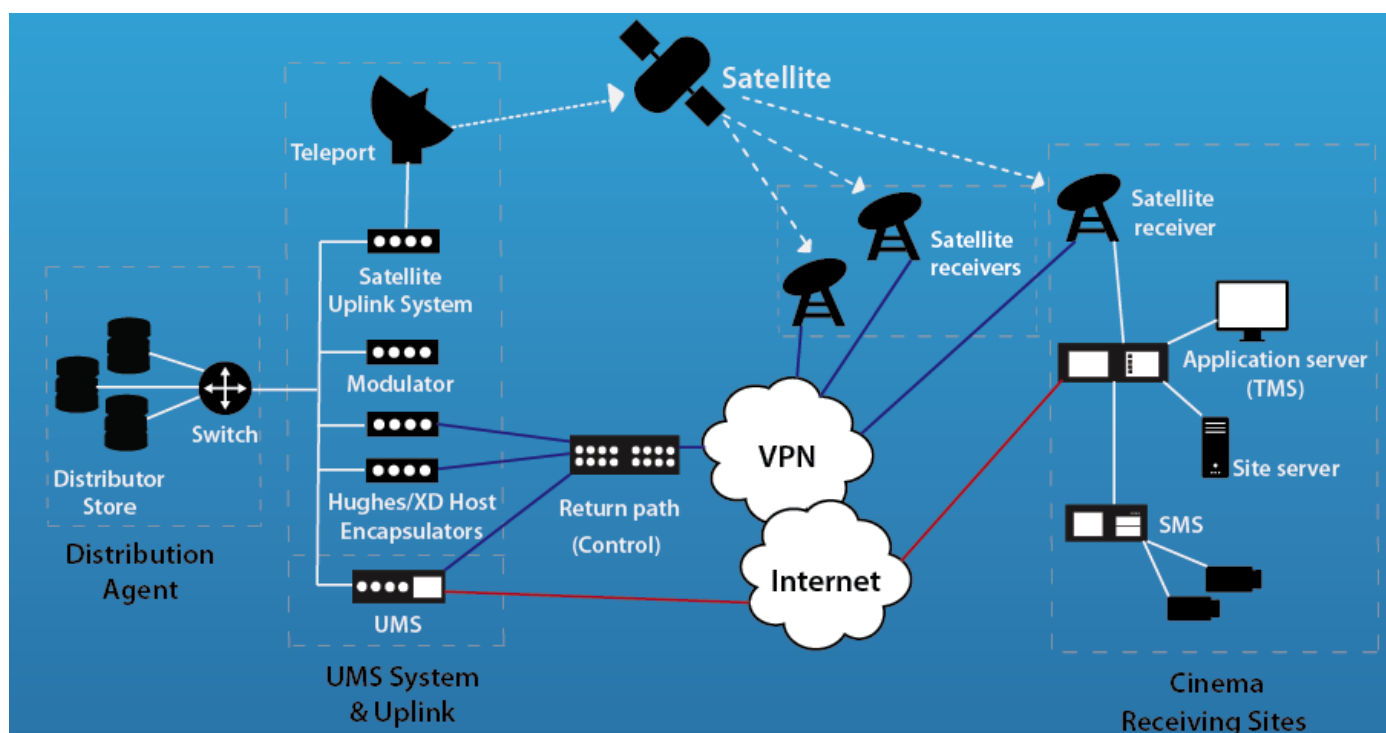 Satellite
Teleport
Satellite
receiver
Satellite
receivers
Satellite
Uplink System
Application server
(TMS)
Modulator
Switch
VPN
Distributor
Store
Site server
Hughes/XD Host
Encapsulators
Return path
(Control)
SMS
Distribution
Agent
Internet
UMS
UMS System
& Uplink
Cinema
Receiving Sites